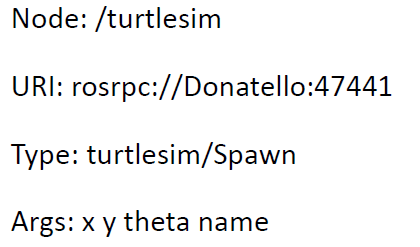 Node: /turtlesim
URI: rosrpc://Donatello:47441
Type: turtlesim/Spawn
Args: x y theta name